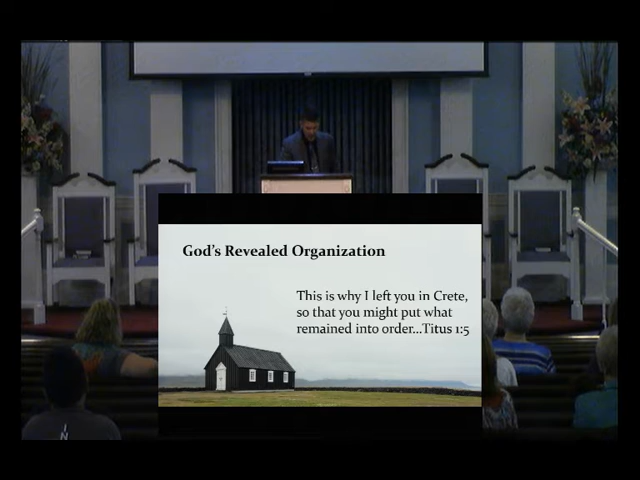 God's Revealed Organization
This is why I left you in Crete,
so that you might put what
remained into order...Titus 1:5